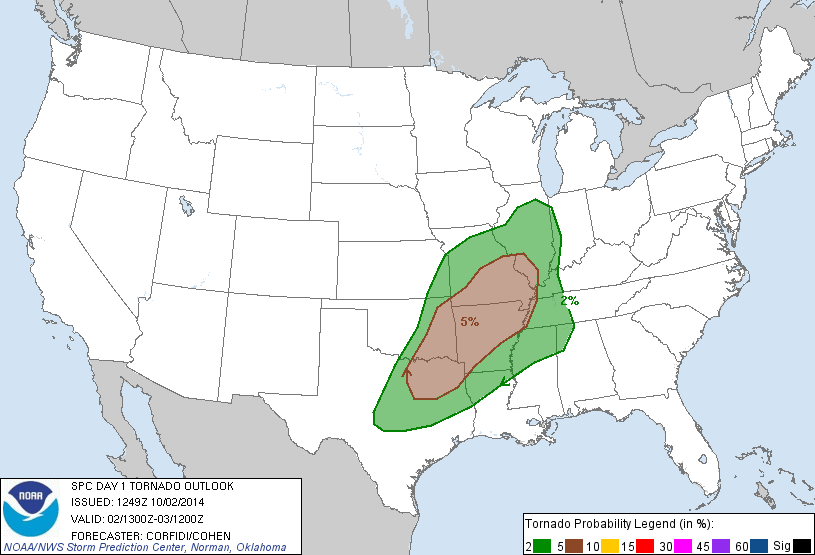 2%
5%
NOAA
SPC DAY 1 TORNADO OUTLOOK
ISSUED: 1249Z 10/02/2014
VALID: 02/1300Z-03/1200Z
FORECASTER: CORFIDI/COHEN
NOAA/NWS Storm Prediction Center, Norman, Oklahoma
Tornado Probability Legend (in %):
2 5 10 15 30 45 60 Sig